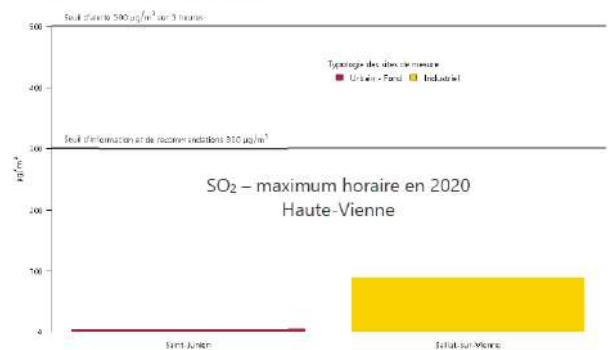 Seuil d'alerte 500 µg/m³ sur 3 heures
500
Typologie des sites de mesure
Urbain - Fond Industriel
400
Seuil d'information et de recommandations 300 µg/m³
300
µg/m³
SO₂ – maximum horaire en 2020
Haute-Vienne
200
100
0
Saint-Junien Saillat-sur-Vienne